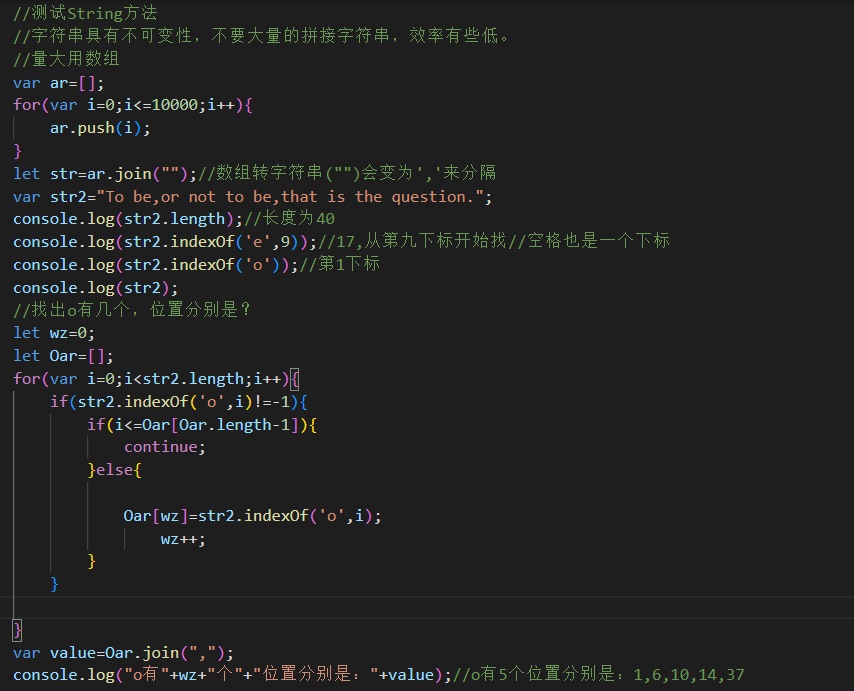 //测试String方法
//字符串具有不可变性，不要大量的拼接字符串，效率有些低。
//量大用数组
var ar=[];
for(var i=0;i<=10000;i++){
    ar.push(i);
}
let str=ar.join("");//数组转字符串("")会变为','来分隔
var str2="To be,or not to be,that is the question.";
console.log(str2.length);//长度为40
console.log(str2.indexOf('e',9));//17,从第九下标开始找//空格也是一个下标
console.log(str2.indexOf('o'));//第1下标
console.log(str2);
//找出o有几个，位置分别是？
let wz=0;
let Oar=[];
for(var i=0;i<str2.length;i++){
    if(str2.indexOf('o',i)!=-1){
        if(i<=Oar[Oar.length-1]){
            continue;
        }else{
            Oar[wz]=str2.indexOf('o',i);
                wz++;
        }
    }
}
var value=Oar.join(",");
console.log("o有"+wz+"个"+"位置分别是："+value);//o有5个位置分别是：1,6,10,14,37